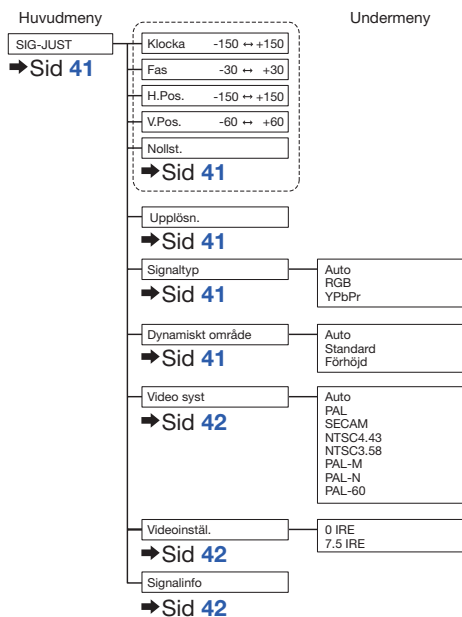 Huvudmeny
Undermeny
SIG-JUST
➡Sid 41
Klocka -150 ↔ +150
Fas -30 ↔ +30
H.Pos. -150 ↔ +150
V.Pos. -60 ↔ +60
Nollst.
➡Sid 41
Upplösn.
➡Sid 41
Signaltyp
➡Sid 41
Auto
RGB
YPbPr
Dynamiskt område
➡Sid 41
Auto
Standard
Förhöjd
Video syst
➡Sid 42
Auto
PAL
SECAM
NTSC4.43
NTSC3.58
PAL-M
PAL-N
PAL-60
Videoinstäl.
➡Sid 42
0 IRE
7.5 IRE
Signalinfo
➡Sid 42